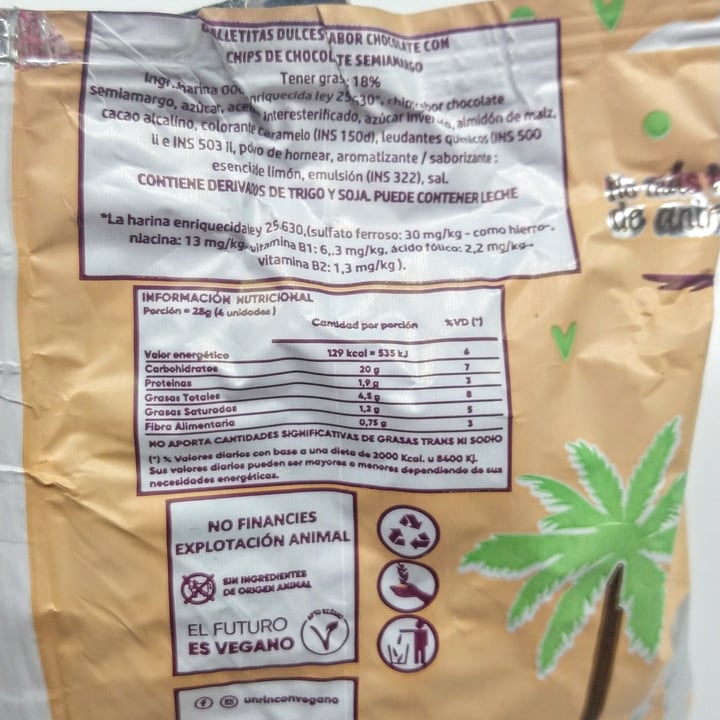 GALLETITAS DULCES SABOR CHOCOLATE CON
CHIPS DE CHOCOLATE SEMIAMARGO
Tener gras. 18%
Ingr.: harina 000 enriquecida ley 25630*, chips sabor chocolate
semiamargo, azúcar, aceite interesterificado, azúcar invertido, almidón de maíz,
cacao alcalino, colorante caramelo (INS 150d), leudantes químicos (INS 500
ii e INS 503 ii, polvo de hornear, aromatizante / saborizante:
esencia de limón, emulsión (INS 322), sal.
CONTIENE DERIVADOS DE TRIGO Y SOJA. PUEDE CONTENER LECHE
*La harina enriquecida ley 25.630,(sulfato ferroso: 30 mg/kg - como hierro-,
niacina: 13 mg/kg, vitamina B1: 6,.3 mg/kg, ácido fólico: 2,2 mg/kg-
vitamina B2: 1,3 mg/kg).
INFORMACIÓN NUTRICIONAL
Porción = 28g (4 unidades)
Cantidad por porción %VD (*)
Valor energético 129 kcal = 535 kJ 6
Carbohidratos 20 g 7
Proteínas 1,9 g 3
Grasas Totales 4,5 g 8
Grasas Saturadas 1,2 g 5
Fibra Alimentaria 0,75 g 3
NO APORTA CANTIDADES SIGNIFICATIVAS DE GRASAS TRANS NI SODIO
(*) % Valores diarios con base a una dieta de 2000 Kcal. u 8400 KJ.
Sus valores diarios pueden ser mayores o menores dependiendo de sus
necesidades energéticas.
NO FINANCIES
EXPLOTACIÓN ANIMAL
SIN INGREDIENTES
DE ORIGEN ANIMAL
EL FUTURO
ES VEGANO
unrinconvegano
No más
de anim